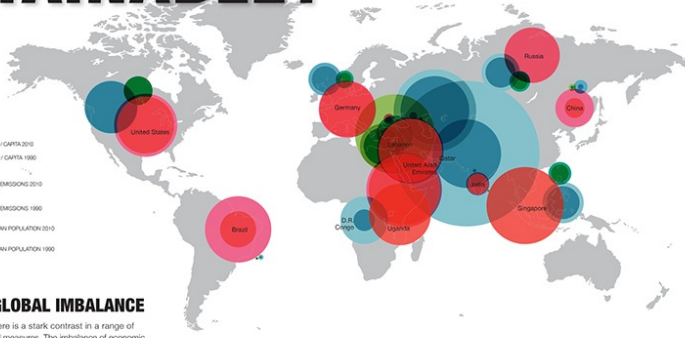 Russia
Germany
China
United States
Lebanon
Qatar
United Arab
Emirates
India
Singapore
D.R.
Congo
Uganda
Brazil
/ CAPITA 2010
/ CAPITA 1990
EMISSIONS 2010
EMISSIONS 1990
AN POPULATION 2010
AN POPULATION 1990
GLOBAL IMBALANCE
ere is a stark contrast in a range of
measures. The imbalance of economic